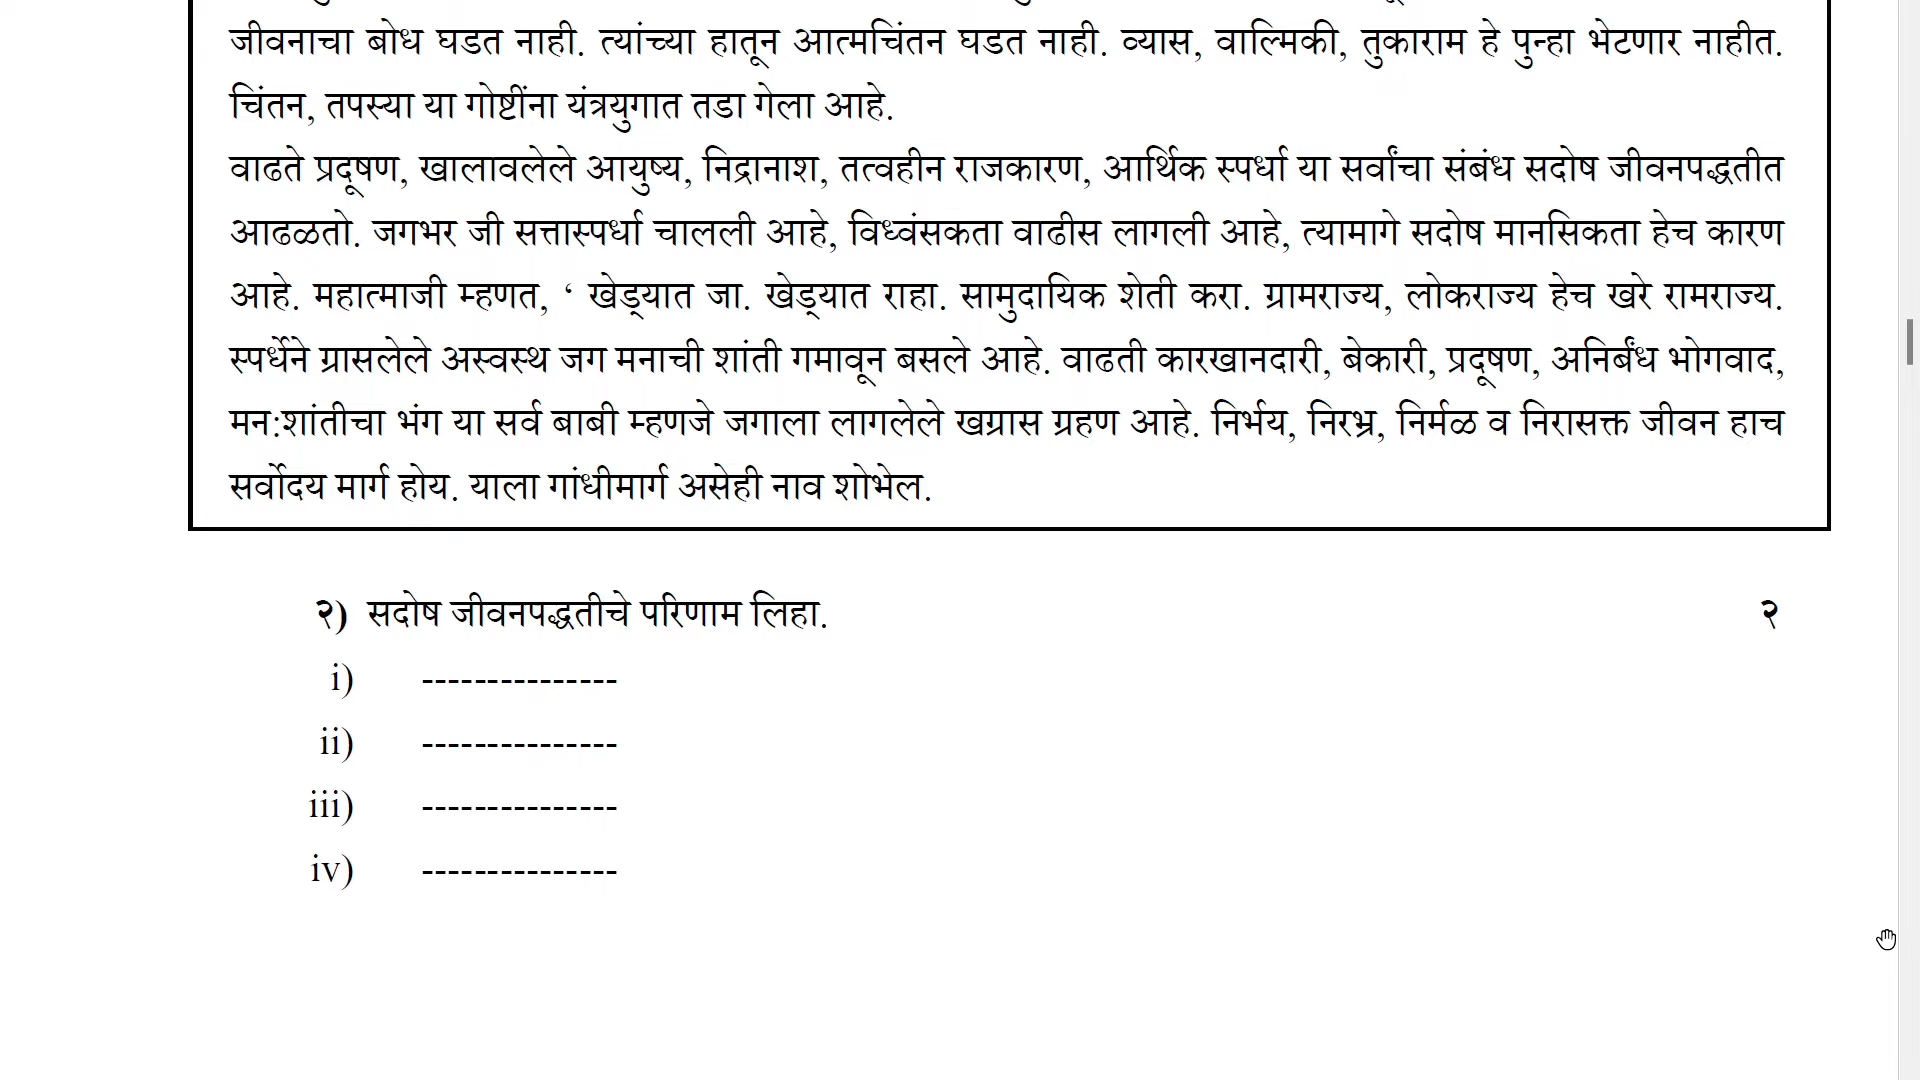 जीवनाचा बोध घडत नाही. त्यांच्या हातून आत्मचिंतन घडत नाही. व्यास, वाल्मिकी, तुकाराम हे पुन्हा भेटणार नाहीत.
चिंतन, तपस्या या गोष्टींना यंत्रयुगात तडा गेला आहे.
वाढते प्रदूषण, खालावलेले आयुष्य, निद्रानाश, तत्वहीन राजकारण, आर्थिक स्पर्धा या सर्वांचा संबंध सदोष जीवनपद्धतीत
आढळतो. जगभर जी सत्तास्पर्धा चालली आहे, विध्वंसकता वाढीस लागली आहे, त्यामागे सदोष मानसिकता हेच कारण
आहे. महात्माजी म्हणत, ‘ खेड्यात जा. खेड्यात राहा. सामुदायिक शेती करा. ग्रामराज्य, लोकराज्य हेच खरे रामराज्य.
स्पर्धेने ग्रासलेले अस्वस्थ जग मनाची शांती गमावून बसले आहे. वाढती कारखानदारी, बेकारी, प्रदूषण, अनिर्बंध भोगवाद,
मन:शांतीचा भंग या सर्व बाबी म्हणजे जगाला लागलेले खग्रास ग्रहण आहे. निर्भय, निरभ्र, निर्मळ व निरासक्त जीवन हाच
सर्वोदय मार्ग होय. याला गांधीमार्ग असेही नाव शोभेल.
२) सदोष जीवनपद्धतीचे परिणाम लिहा. २
i) ---------------
ii) ---------------
iii) ---------------
iv) ---------------